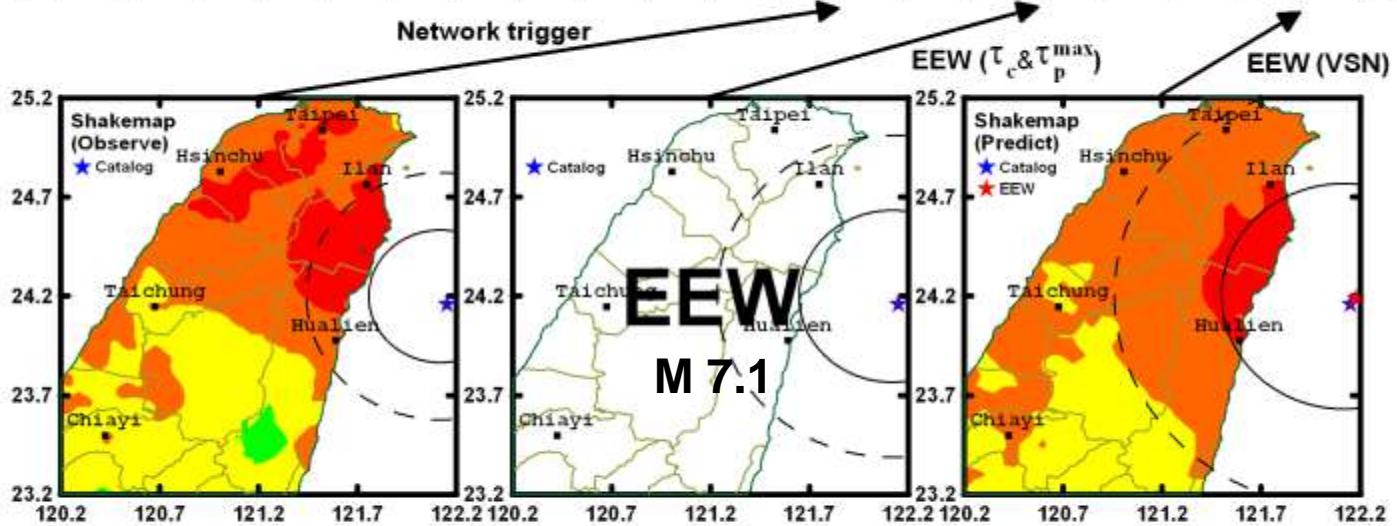 Network trigger
EEW (τc&τp^max)
EEW (VSN)
25.2
24.7
24.2
23.7
23.2
120.2 120.7 121.2 121.7 122.2
Shakemap
(Observe)
Catalog
Taipei
Hsinchu
Ilan
Taichung
Hualien
Chiayi
25.2
24.7
24.2
23.7
23.2
120.2 120.7 121.2 121.7 122.2
Catalog
Taipei
Hsinchu
Ilan
Taichung
EEW
Hualien
M 7.1
Chiayi
25.2
24.7
24.2
23.7
23.2
120.2 120.7 121.2 121.7 122.2
Shakemap
(Predict)
Catalog
EEW
Taipei
Hsinchu
Ilan
Taichung
Hualien
Chiayi